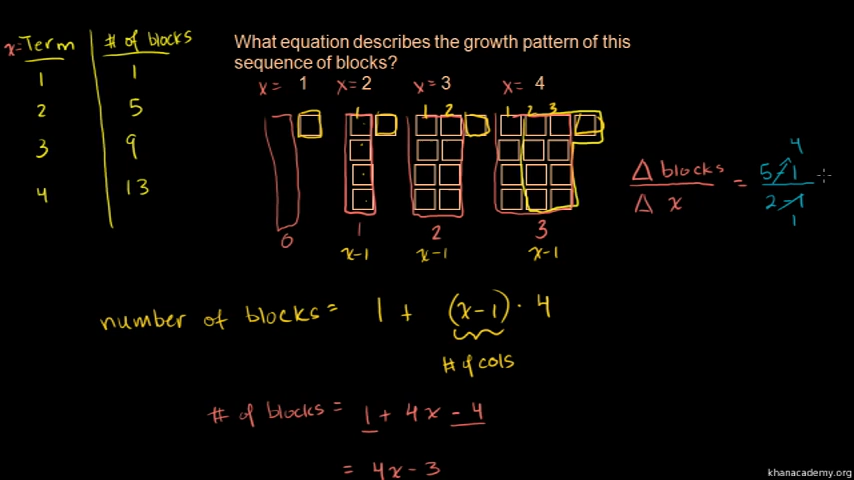 What equation describes the growth pattern of this
sequence of blocks?
x= Term # of blocks
1 1
2 5
3 9
4 13
x= 1 x= 2 x= 3 x= 4
1 1 2 1 2 3
0 1 2 3
x-1 x-1 x-1
Δ blocks / Δ x = 5-1 / 2-1
4
1
number of blocks = 1 + (x-1) · 4
# of cols
# of blocks = 1 + 4x - 4
= 4x - 3
khanacademy.org